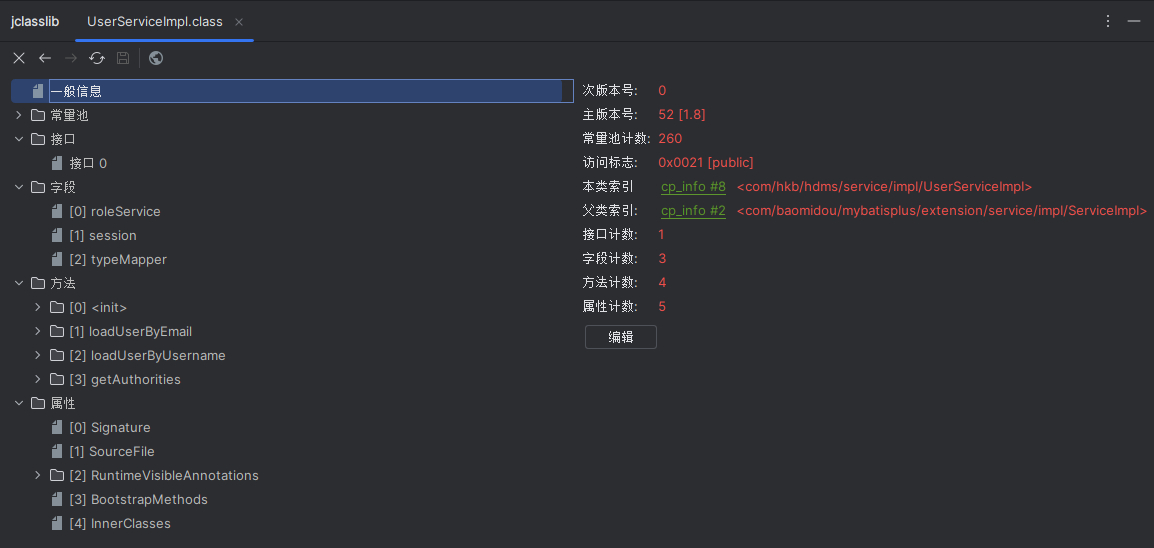 jclasslib UserServiceImpl.class
一般信息
常量池
接口
接口 0
字段
[0] roleService
[1] session
[2] typeMapper
方法
[0] <init>
[1] loadUserByEmail
[2] loadUserByUsername
[3] getAuthorities
属性
[0] Signature
[1] SourceFile
[2] RuntimeVisibleAnnotations
[3] BootstrapMethods
[4] InnerClasses
次版本号: 0
主版本号: 52 [1.8]
常量池计数: 260
访问标志: 0x0021 [public]
本类索引 cp_info #8 <com/hkb/hdms/service/impl/UserServiceImpl>
父类索引: cp_info #2 <com/baomidou/mybatisplus/extension/service/impl/ServiceImpl>
接口计数: 1
字段计数: 3
方法计数: 4
属性计数: 5
编辑